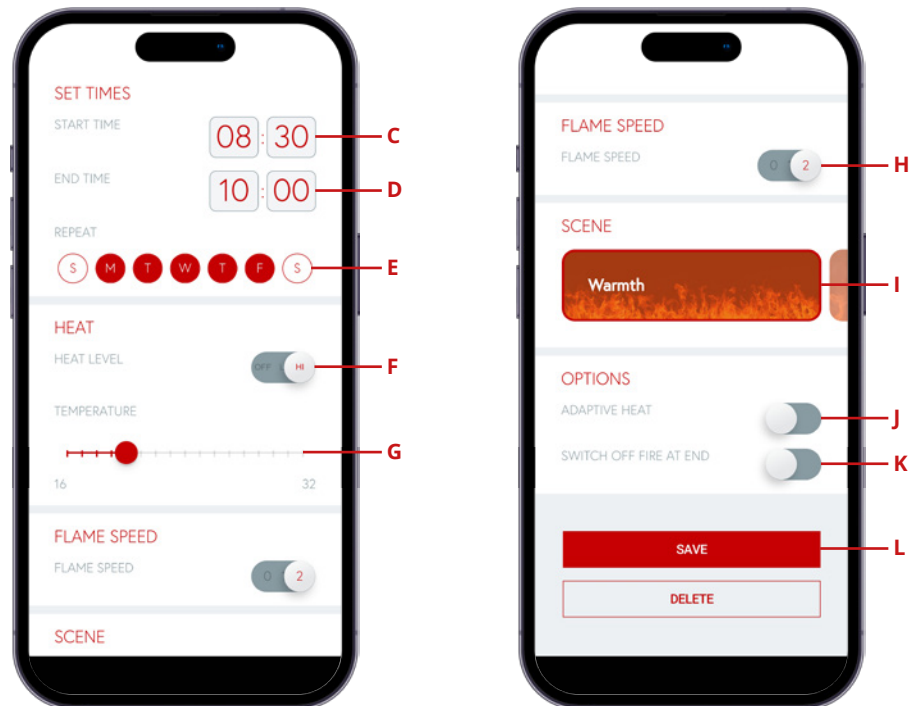 SET TIMES
START TIME
08 : 30
C
END TIME
10 : 00
D
REPEAT
S M T W T F S
E
HEAT
HEAT LEVEL
OFF HI
F
TEMPERATURE
G
16 32
FLAME SPEED
FLAME SPEED
0 2
SCENE
FLAME SPEED
FLAME SPEED
0 2
H
SCENE
Warmth
I
OPTIONS
ADAPTIVE HEAT
J
SWITCH OFF FIRE AT END
K
SAVE
L
DELETE